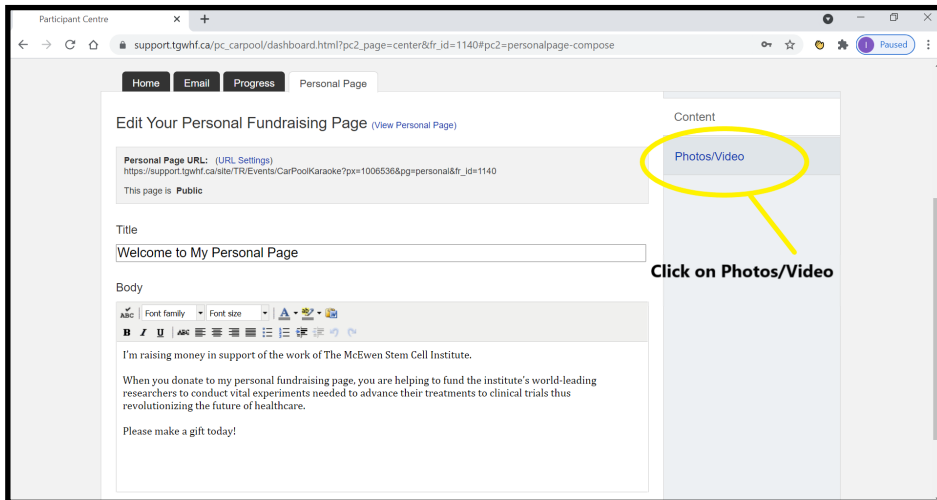 Participant Centre
support.tgwhf.ca/pc_carpool/dashboard.html?pc2_page=center&fr_id=1140#pc2=personalpage-compose
I
Paused
Home
Email
Progress
Personal Page
Edit Your Personal Fundraising Page (View Personal Page)
Content
Photos/Video
Personal Page URL: (URL Settings)
https://support.tgwhf.ca/site/TR/Events/CarPoolKaraoke?px=1006536&pg=personal&fr_id=1140
This page is Public
Title
Welcome to My Personal Page
Click on Photos/Video
Body
ABC Font family Font size A ab
B I U ABC
I'm raising money in support of the work of The McEwen Stem Cell Institute.
When you donate to my personal fundraising page, you are helping to fund the institute's world-leading
researchers to conduct vital experiments needed to advance their treatments to clinical trials thus
revolutionizing the future of healthcare.
Please make a gift today!